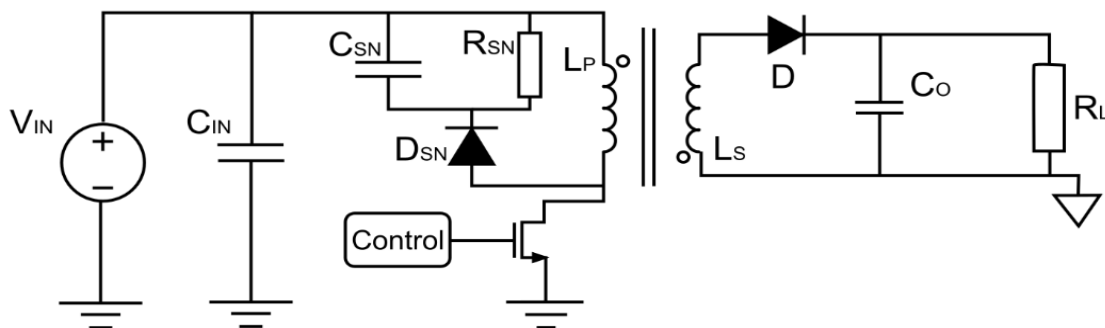 CSN
RSN
LP
D
CO
RL
VIN
+
−
CIN
DSN
LS
Control